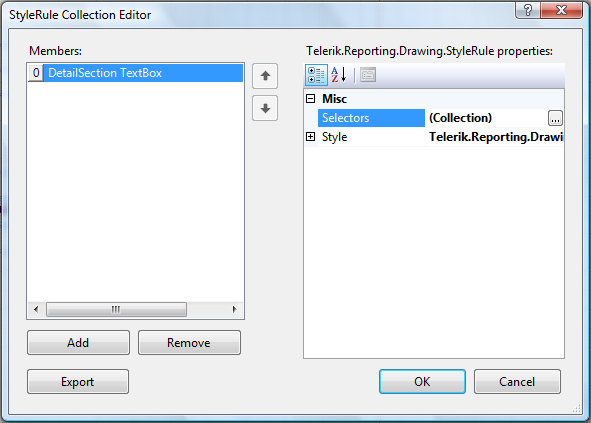 StyleRule Collection Editor
Members:
Telerik.Reporting.Drawing.StyleRule properties:
0 DetailSection TextBox
Misc
Selectors (Collection) ...
Style Telerik.Reporting.Drawi
Add Remove
Export
OK Cancel